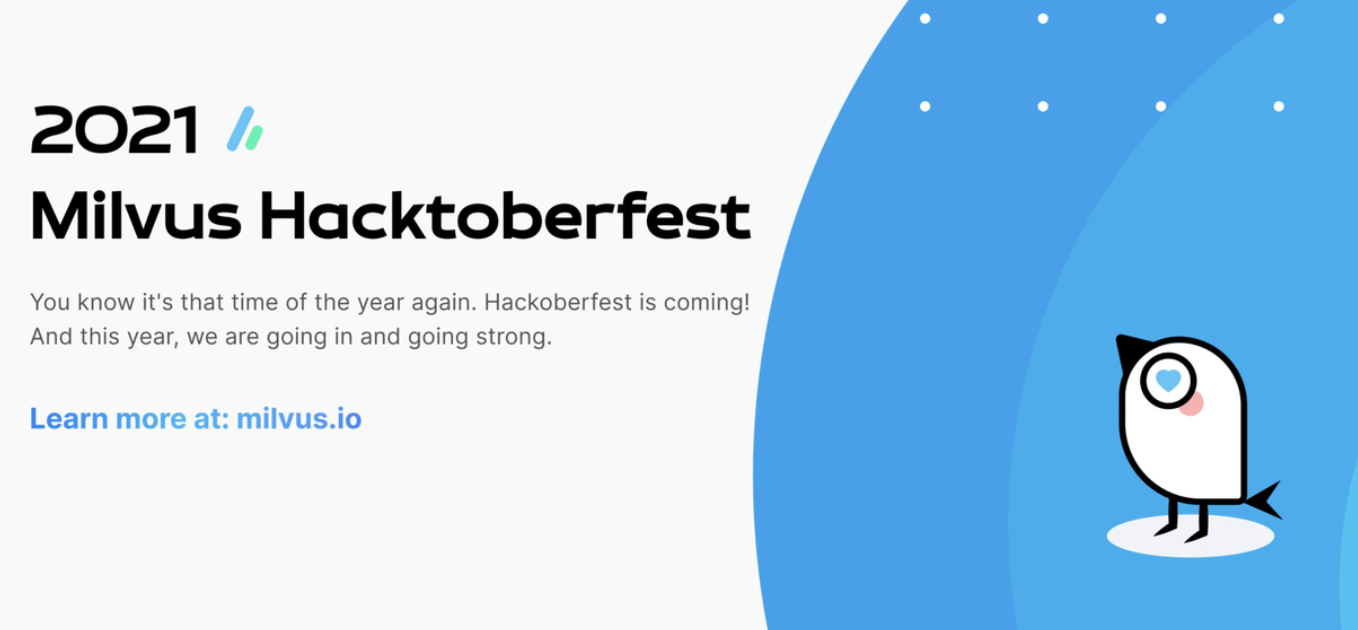 2021
Milvus Hacktoberfest
You know it's that time of the year again. Hackoberfest is coming!
And this year, we are going in and going strong.
Learn more at: milvus.io